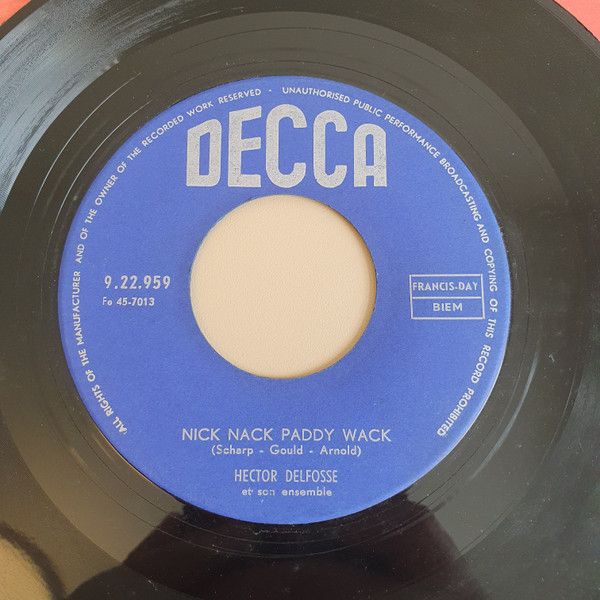 ALL RIGHTS OF THE MANUFACTURER AND OF THE OWNER OF THE RECORDED WORK RESERVED · UNAUTHORISED PUBLIC PERFORMANCE BROADCASTING AND COPYING OF THIS RECORD PROHIBITED
DECCA
9.22.959
Fo 45-7013
FRANCIS-DAY
BIEM
NICK NACK PADDY WACK
(Scharp - Gould - Arnold)
HECTOR DELFOSSE
et son ensemble